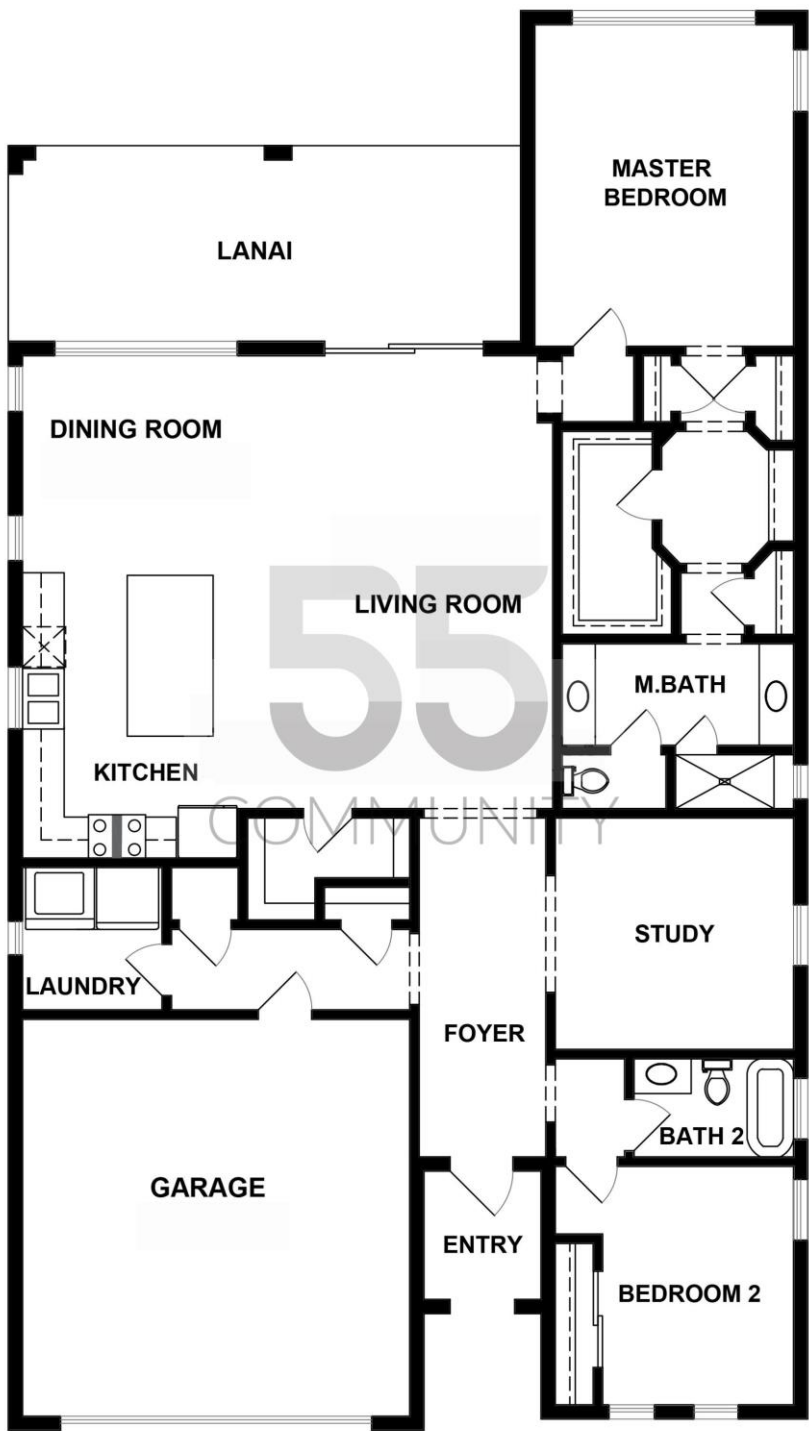 MASTER
BEDROOM
LANAI
DINING ROOM
55
LIVING ROOM
M.BATH
KITCHEN
COMMUNITY
STUDY
LAUNDRY
FOYER
BATH 2
GARAGE
ENTRY
BEDROOM 2